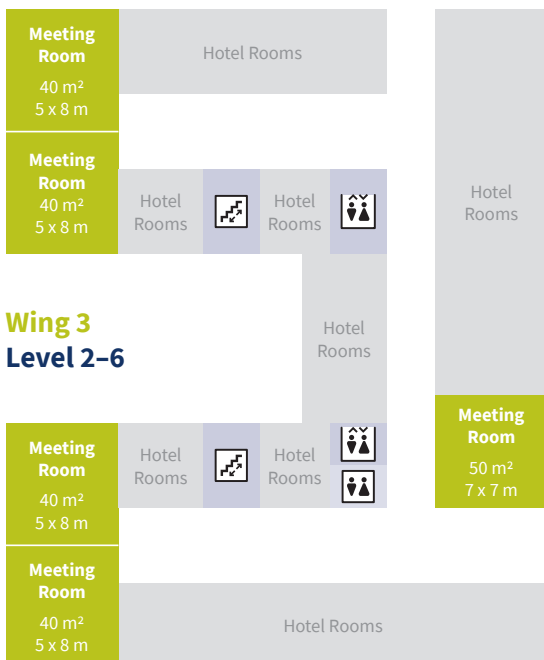 Meeting
Room
40 m²
5 x 8 m
Hotel Rooms
Meeting
Room
40 m²
5 x 8 m
Hotel
Rooms
Hotel
Rooms
Hotel
Rooms
Wing 3
Level 2–6
Hotel
Rooms
Meeting
Room
50 m²
7 x 7 m
Meeting
Room
40 m²
5 x 8 m
Hotel
Rooms
Hotel
Rooms
Meeting
Room
40 m²
5 x 8 m
Hotel Rooms